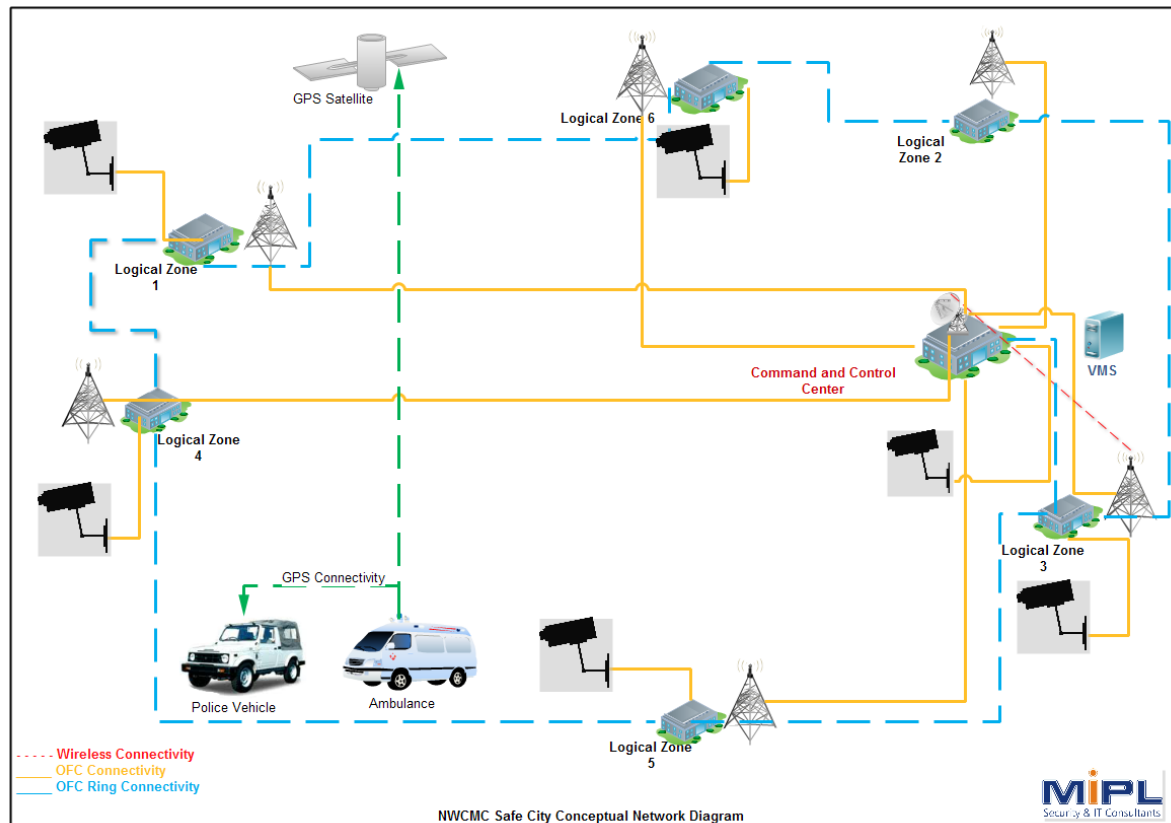 GPS Satellite
Logical Zone 6
Logical
Zone 2
Logical Zone
1
Command and Control
Center
VMS
Logical Zone
4
Logical Zone
3
GPS Connectivity
Police Vehicle
Ambulance
Logical Zone
5
Wireless Connectivity
OFC Connectivity
OFC Ring Connectivity
NWCMC Safe City Conceptual Network Diagram
MiPL
Security & IT Consultants